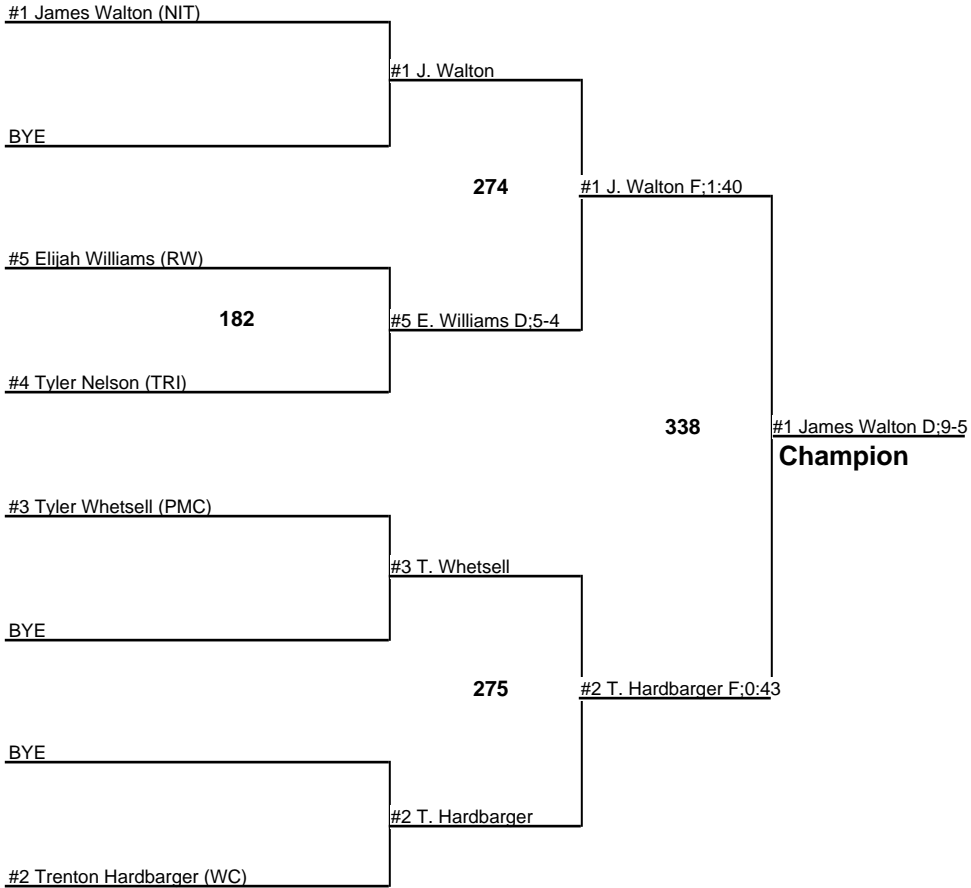 #1 James Walton (NIT)
#1 J. Walton
BYE
274
#1 J. Walton F;1:40
#5 Elijah Williams (RW)
182
#5 E. Williams D;5-4
#4 Tyler Nelson (TRI)
338
#1 James Walton D;9-5
Champion
#3 Tyler Whetsell (PMC)
#3 T. Whetsell
BYE
275
#2 T. Hardbarger F;0:43
BYE
#2 T. Hardbarger
#2 Trenton Hardbarger (WC)